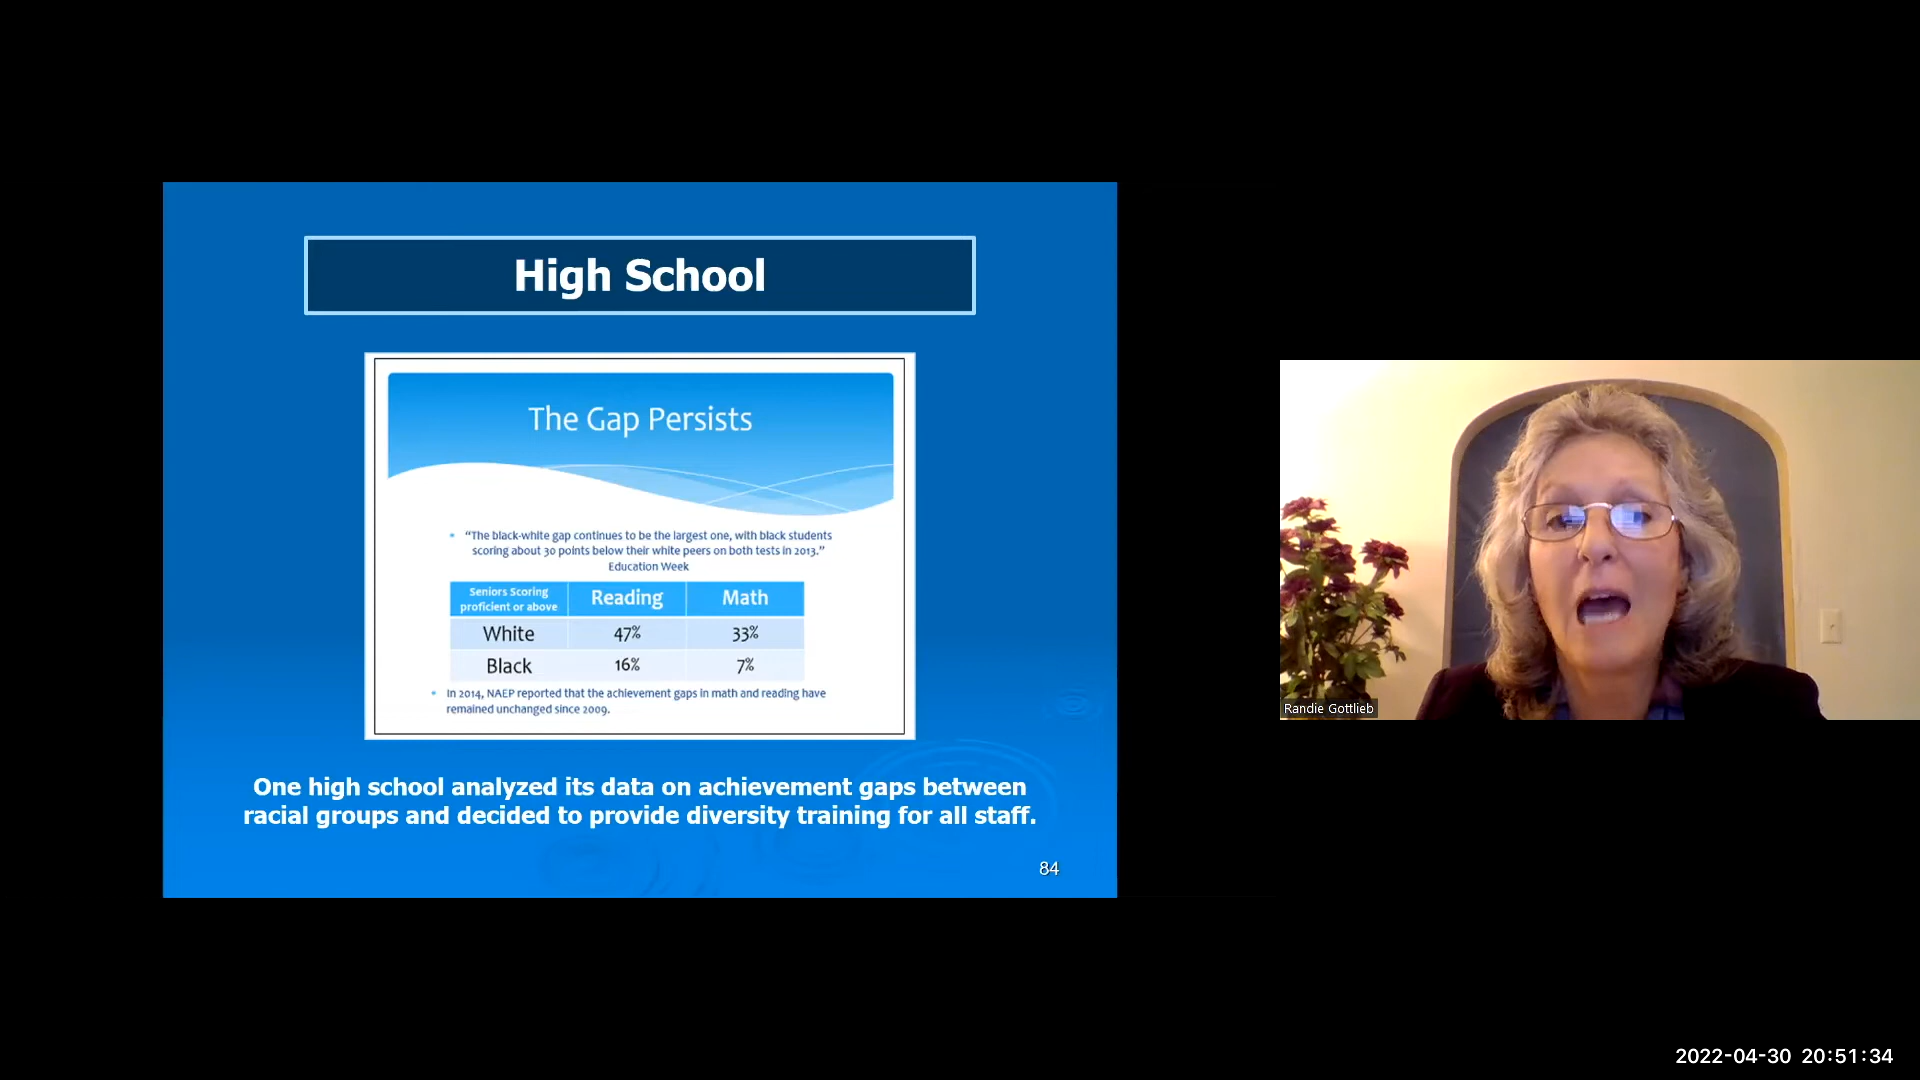 High School
The Gap Persists
• "The black-white gap continues to be the largest one, with black students
scoring about 30 points below their white peers on both tests in 2013."
Education Week
Seniors Scoring
proficient or above
Reading
Math
White 47% 33%
Black 16% 7%
• In 2014, NAEP reported that the achievement gaps in math and reading have
remained unchanged since 2009.
One high school analyzed its data on achievement gaps between
racial groups and decided to provide diversity training for all staff.
84
Randie Gottlieb
2022-04-30 20:51:34